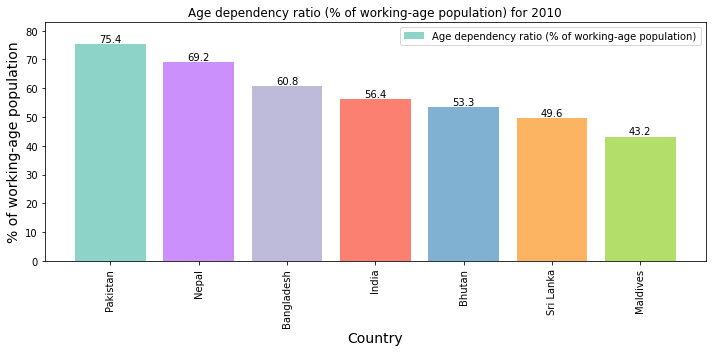 Age dependency ratio (% of working-age population) for 2010
Age dependency ratio (% of working-age population)
% of working-age population
80
70
60
50
40
30
20
10
0
75.4
69.2
60.8
56.4
53.3
49.6
43.2
Pakistan
Nepal
Bangladesh
India
Bhutan
Sri Lanka
Maldives
Country